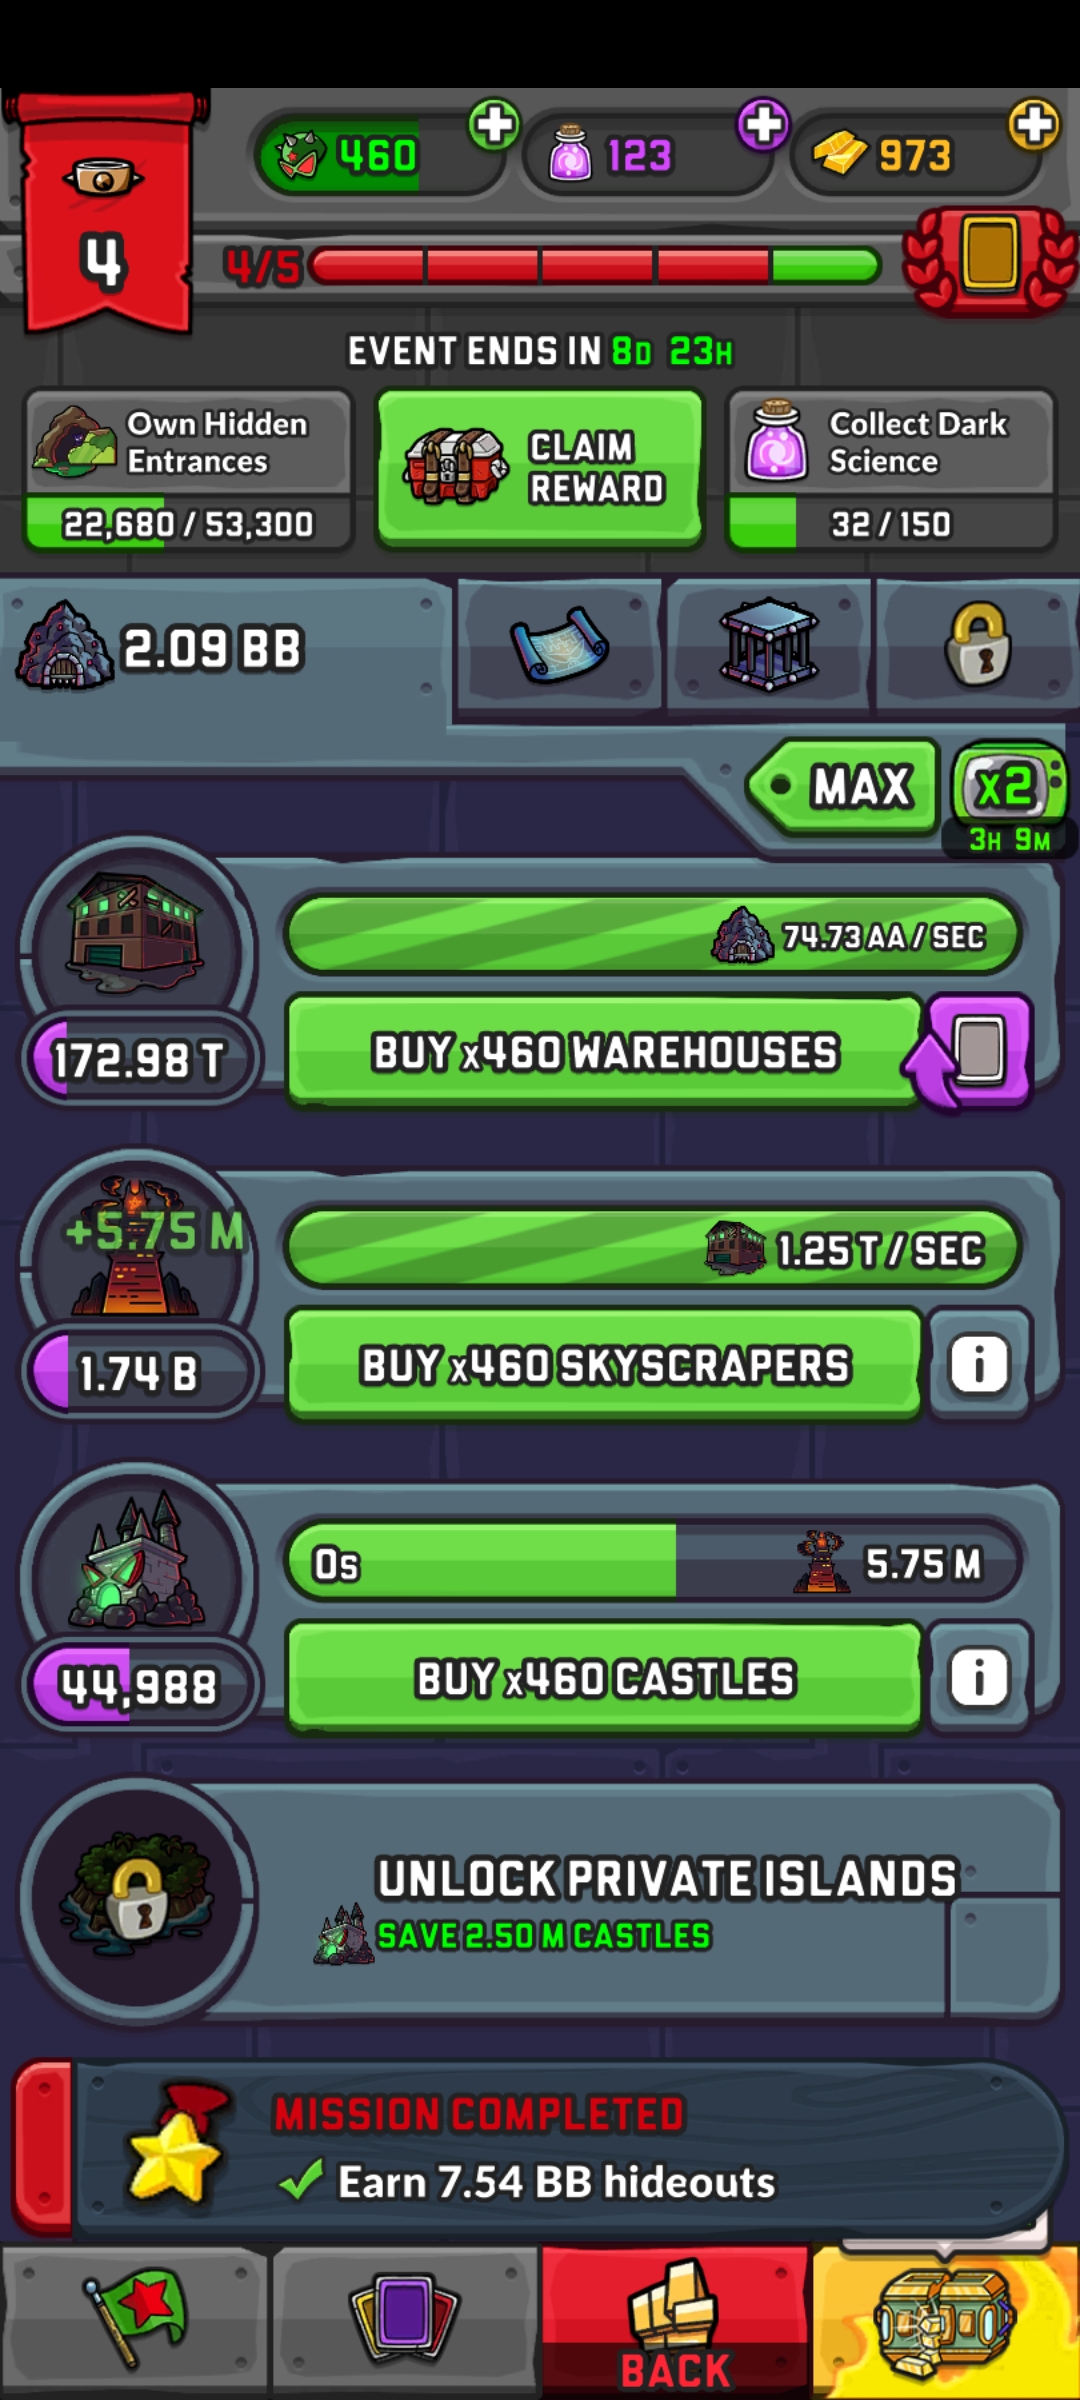 460
123
973
4
4/5
EVENT ENDS IN 8D 23H
Own Hidden
Entrances
22,680 / 53,300
CLAIM
REWARD
Collect Dark
Science
32 / 150
2.09 BB
MAX
x2
3H 9M
74.73 AA / SEC
172.98 T
BUY x460 WAREHOUSES
+5.75 M
1.25 T / SEC
1.74 B
BUY x460 SKYSCRAPERS
i
0s
5.75 M
44,988
BUY x460 CASTLES
i
UNLOCK PRIVATE ISLANDS
SAVE 2.50 M CASTLES
MISSION COMPLETED
Earn 7.54 BB hideouts
BACK